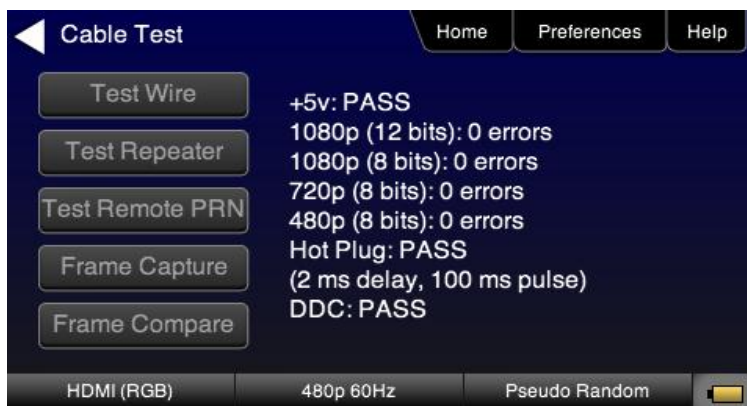 Cable Test
Home
Preferences
Help
Test Wire
Test Repeater
Test Remote PRN
Frame Capture
Frame Compare
+5v: PASS
1080p (12 bits): 0 errors
1080p (8 bits): 0 errors
720p (8 bits): 0 errors
480p (8 bits): 0 errors
Hot Plug: PASS
(2 ms delay, 100 ms pulse)
DDC: PASS
HDMI (RGB)
480p 60Hz
Pseudo Random